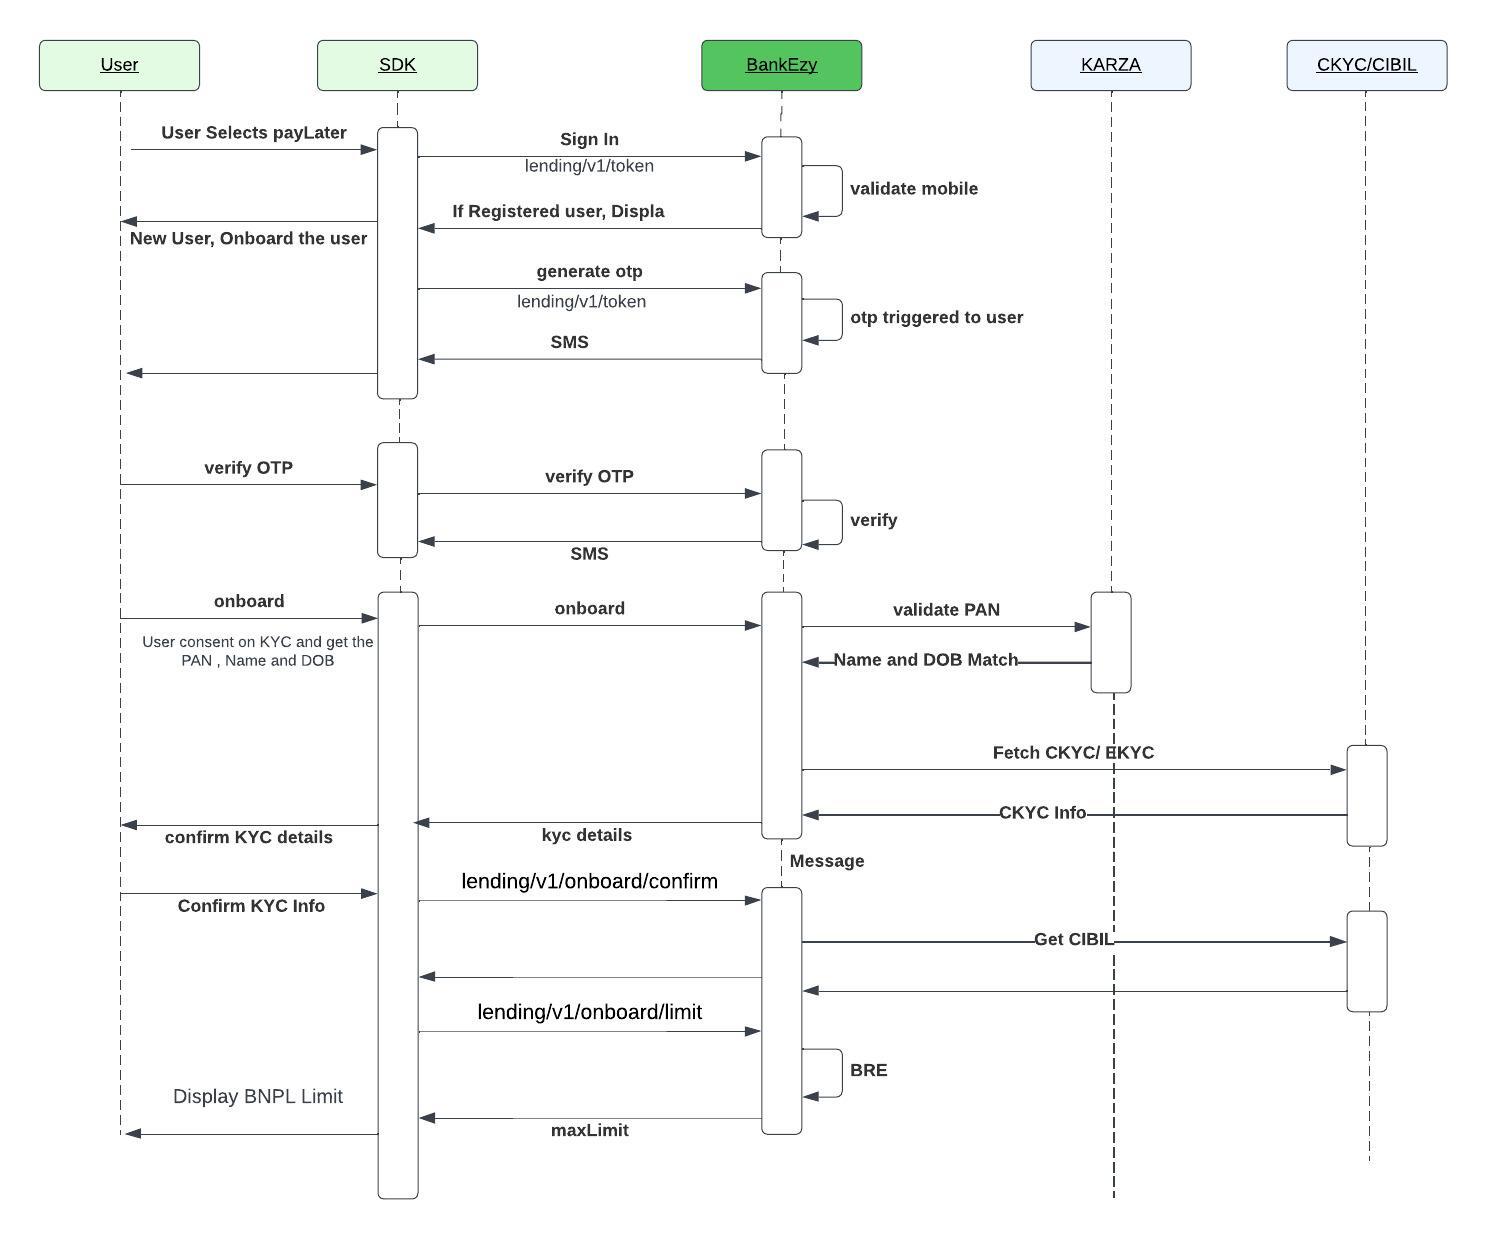 User
SDK
BankEzy
KARZA
CKYC/CIBIL
User Selects payLater
Sign In
lending/v1/token
validate mobile
If Registered user, Displa
New User, Onboard the user
generate otp
lending/v1/token
otp triggered to user
SMS
verify OTP
verify OTP
verify
SMS
onboard
onboard
validate PAN
User consent on KYC and get the
PAN , Name and DOB
Name and DOB Match
Fetch CKYC/ EKYC
CKYC Info
confirm KYC details
kyc details
Message
lending/v1/onboard/confirm
Confirm KYC Info
Get CIBIL
lending/v1/onboard/limit
BRE
Display BNPL Limit
maxLimit